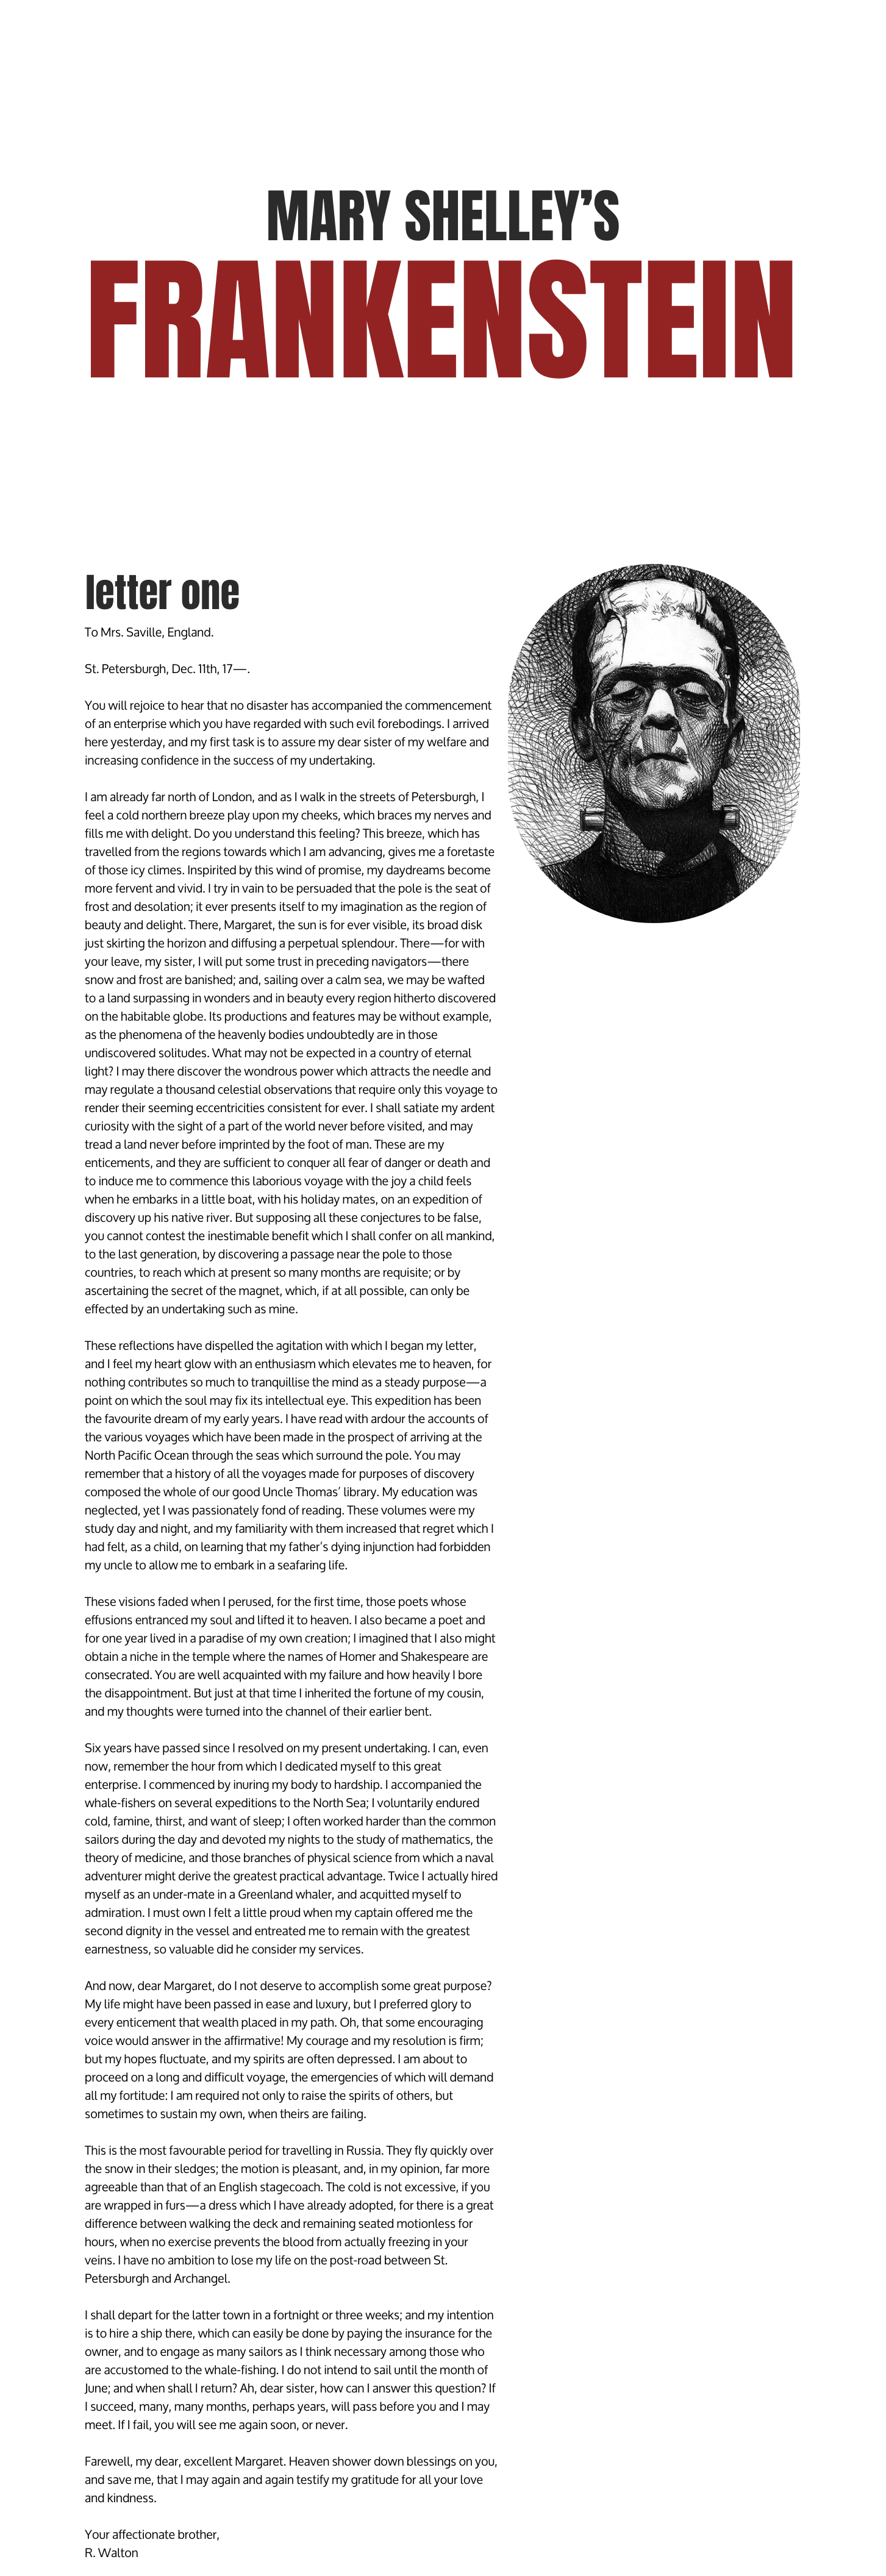 MARY SHELLEY’S
FRANKENSTEIN
letter one
To Mrs. Saville, England.
St. Petersburgh, Dec. 11th, 17—.
You will rejoice to hear that no disaster has accompanied the commencement
of an enterprise which you have regarded with such evil forebodings. I arrived
here yesterday, and my first task is to assure my dear sister of my welfare and
increasing confidence in the success of my undertaking.
I am already far north of London, and as I walk in the streets of Petersburgh, I
feel a cold northern breeze play upon my cheeks, which braces my nerves and
fills me with delight. Do you understand this feeling? This breeze, which has
travelled from the regions towards which I am advancing, gives me a foretaste
of those icy climes. Inspirited by this wind of promise, my daydreams become
more fervent and vivid. I try in vain to be persuaded that the pole is the seat of
frost and desolation; it ever presents itself to my imagination as the region of
beauty and delight. There, Margaret, the sun is for ever visible, its broad disk
just skirting the horizon and diffusing a perpetual splendour. There—for with
your leave, my sister, I will put some trust in preceding navigators—there
snow and frost are banished; and, sailing over a calm sea, we may be wafted
to a land surpassing in wonders and in beauty every region hitherto discovered
on the habitable globe. Its productions and features may be without example,
as the phenomena of the heavenly bodies undoubtedly are in those
undiscovered solitudes. What may not be expected in a country of eternal
light? I may there discover the wondrous power which attracts the needle and
may regulate a thousand celestial observations that require only this voyage to
render their seeming eccentricities consistent for ever. I shall satiate my ardent
curiosity with the sight of a part of the world never before visited, and may
tread a land never before imprinted by the foot of man. These are my
enticements, and they are sufficient to conquer all fear of danger or death and
to induce me to commence this laborious voyage with the joy a child feels
when he embarks in a little boat, with his holiday mates, on an expedition of
discovery up his native river. But supposing all these conjectures to be false,
you cannot contest the inestimable benefit which I shall confer on all mankind,
to the last generation, by discovering a passage near the pole to those
countries, to reach which at present so many months are requisite; or by
ascertaining the secret of the magnet, which, if at all possible, can only be
effected by an undertaking such as mine.
These reflections have dispelled the agitation with which I began my letter,
and I feel my heart glow with an enthusiasm which elevates me to heaven, for
nothing contributes so much to tranquillise the mind as a steady purpose—a
point on which the soul may fix its intellectual eye. This expedition has been
the favourite dream of my early years. I have read with ardour the accounts of
the various voyages which have been made in the prospect of arriving at the
North Pacific Ocean through the seas which surround the pole. You may
remember that a history of all the voyages made for purposes of discovery
composed the whole of our good Uncle Thomas’ library. My education was
neglected, yet I was passionately fond of reading. These volumes were my
study day and night, and my familiarity with them increased that regret which I
had felt, as a child, on learning that my father’s dying injunction had forbidden
my uncle to allow me to embark in a seafaring life.
These visions faded when I perused, for the first time, those poets whose
effusions entranced my soul and lifted it to heaven. I also became a poet and
for one year lived in a paradise of my own creation; I imagined that I also might
obtain a niche in the temple where the names of Homer and Shakespeare are
consecrated. You are well acquainted with my failure and how heavily I bore
the disappointment. But just at that time I inherited the fortune of my cousin,
and my thoughts were turned into the channel of their earlier bent.
Six years have passed since I resolved on my present undertaking. I can, even
now, remember the hour from which I dedicated myself to this great
enterprise. I commenced by inuring my body to hardship. I accompanied the
whale-fishers on several expeditions to the North Sea; I voluntarily endured
cold, famine, thirst, and want of sleep; I often worked harder than the common
sailors during the day and devoted my nights to the study of mathematics, the
theory of medicine, and those branches of physical science from which a naval
adventurer might derive the greatest practical advantage. Twice I actually hired
myself as an under-mate in a Greenland whaler, and acquitted myself to
admiration. I must own I felt a little proud when my captain offered me the
second dignity in the vessel and entreated me to remain with the greatest
earnestness, so valuable did he consider my services.
And now, dear Margaret, do I not deserve to accomplish some great purpose?
My life might have been passed in ease and luxury, but I preferred glory to
every enticement that wealth placed in my path. Oh, that some encouraging
voice would answer in the affirmative! My courage and my resolution is firm;
but my hopes fluctuate, and my spirits are often depressed. I am about to
proceed on a long and difficult voyage, the emergencies of which will demand
all my fortitude: I am required not only to raise the spirits of others, but
sometimes to sustain my own, when theirs are failing.
This is the most favourable period for travelling in Russia. They fly quickly over
the snow in their sledges; the motion is pleasant, and, in my opinion, far more
agreeable than that of an English stagecoach. The cold is not excessive, if you
are wrapped in furs—a dress which I have already adopted, for there is a great
difference between walking the deck and remaining seated motionless for
hours, when no exercise prevents the blood from actually freezing in your
veins. I have no ambition to lose my life on the post-road between St.
Petersburgh and Archangel.
I shall depart for the latter town in a fortnight or three weeks; and my intention
is to hire a ship there, which can easily be done by paying the insurance for the
owner, and to engage as many sailors as I think necessary among those who
are accustomed to the whale-fishing. I do not intend to sail until the month of
June; and when shall I return? Ah, dear sister, how can I answer this question? If
I succeed, many, many months, perhaps years, will pass before you and I may
meet. If I fail, you will see me again soon, or never.
Farewell, my dear, excellent Margaret. Heaven shower down blessings on you,
and save me, that I may again and again testify my gratitude for all your love
and kindness.
Your affectionate brother,
R. Walton